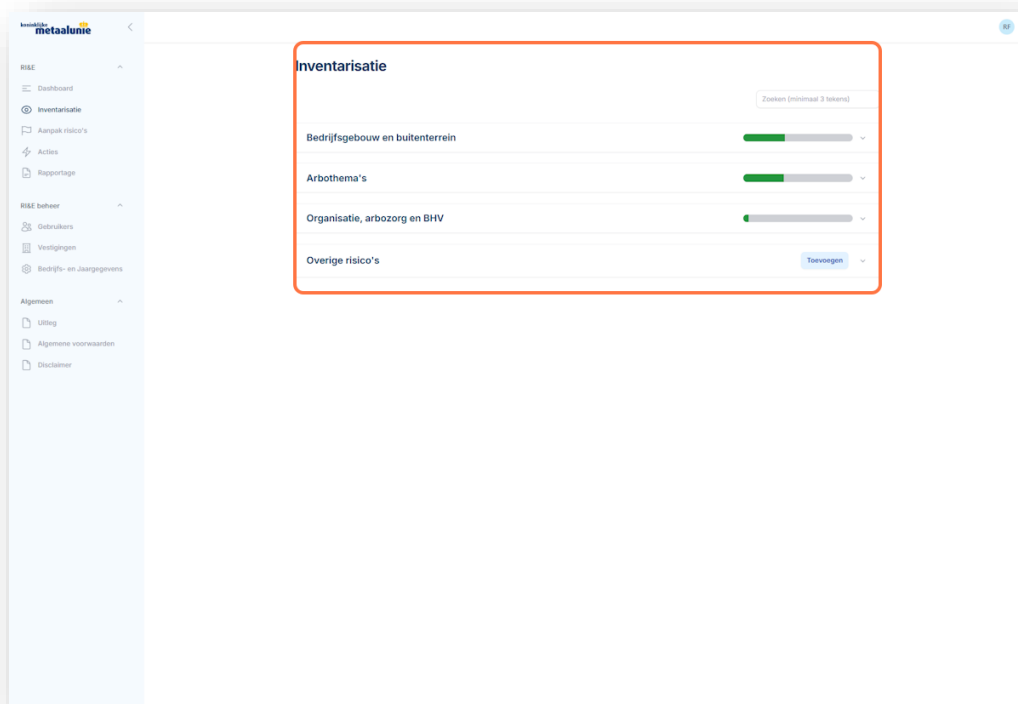 koninklijke
metaalunie
RF
RI&E
Dashboard
Inventarisatie
Aanpak risico's
Acties
Rapportage
RI&E beheer
Gebruikers
Vestigingen
Bedrijfs- en Jaargegevens
Algemeen
Uitleg
Algemene voorwaarden
Disclaimer
Inventarisatie
Zoeken (minimaal 3 tekens)
Bedrijfsgebouw en buitenterrein
Arbothema's
Organisatie, arbozorg en BHV
Overige risico's
Toevoegen